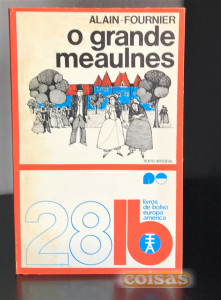 ALAIN-FOURNIER
o grande
meaulnes
TEXTO INTEGRAL
28 lb
livros
de bolso
europa
américa
coisas